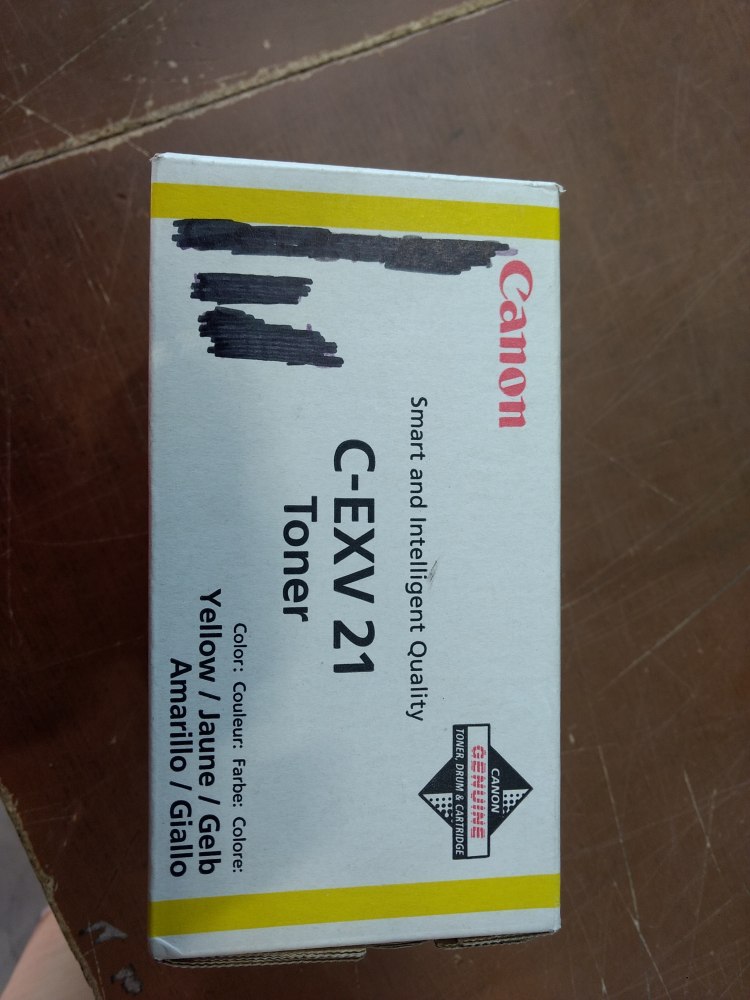 Canon
Smart and Intelligent Quality
C-EXV 21
Toner
CANON
GENUINE
TONER, DRUM & CARTRIDGE
Color: Couleur: Farbe: Colore:
Yellow / Jaune / Gelb
Amarillo / Giallo